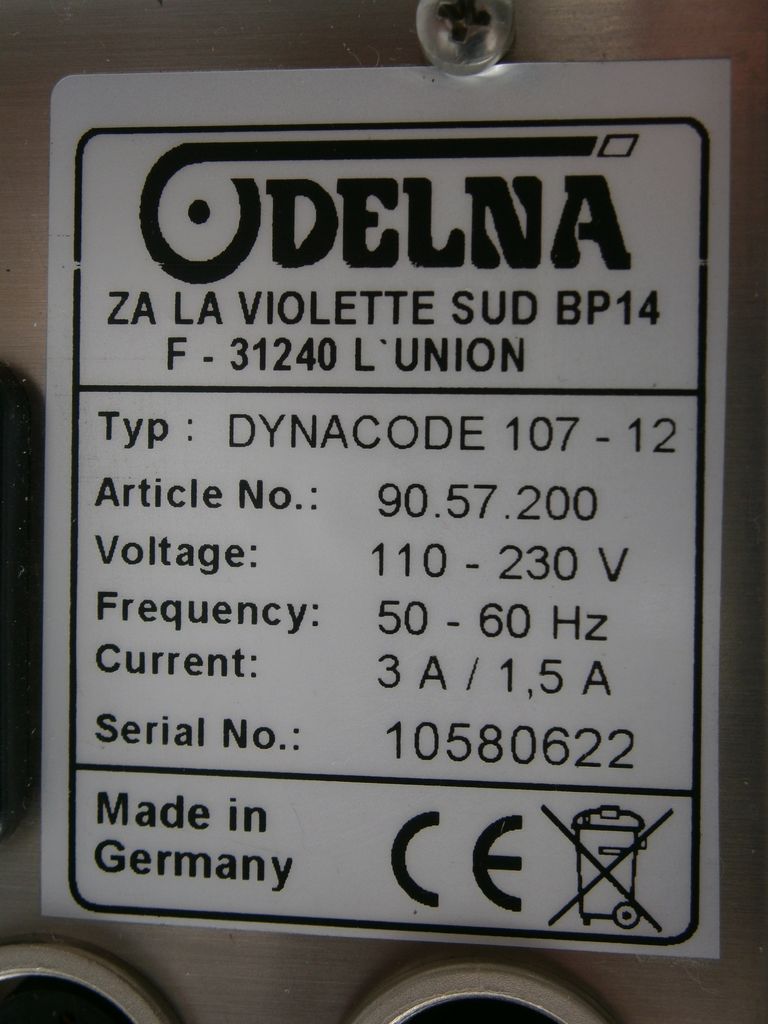 ODELNA
ZA LA VIOLETTE SUD BP14
F - 31240 L`UNION
Typ : DYNACODE 107 - 12
Article No.: 90.57.200
Voltage: 110 - 230 V
Frequency: 50 - 60 Hz
Current: 3 A / 1,5 A
Serial No.: 10580622
Made in
Germany
CE